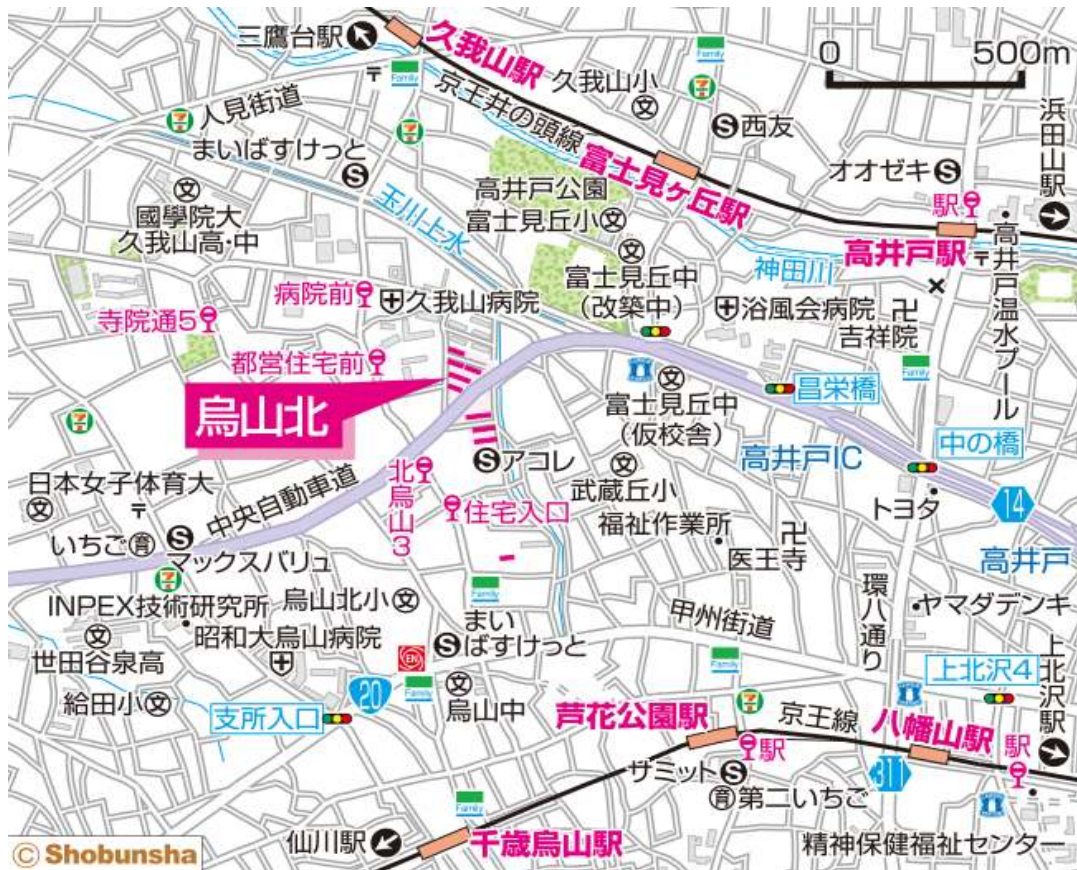 三鷹台駅
久我山駅
久我山小
Family
Family
0 500m
京王井の頭線
人見街道
西友
浜田山駅
まいばすけっと
オオゼキ
富士見ヶ丘駅
高井戸公園
駅
國學院大
久我山高・中
玉川上水
富士見丘小
高井戸駅
神田川
高井戸温水プール
富士見丘中
(改築中)
病院前
久我山病院
浴風会病院
吉祥院
寺院通5
都営住宅前
Family
昌栄橋
烏山北
富士見丘中
(仮校舎)
高井戸IC
中の橋
アコレ
北烏山3
武蔵丘小
日本女子体育大
中央自動車道
住宅入口
福祉作業所
トヨタ
14
医王寺
高井戸
いちご
育
マックスバリュ
INPEX技術研究所
烏山北小
Family
甲州街道
環八通り
ヤマダデンキ
昭和大烏山病院
まい
ばすけっと
世田谷泉高
Family
上北沢4
上北沢駅
給田小
20
Family
烏山中
支所入口
芦花公園駅
京王線
八幡山駅
駅
駅
サミット
311
育
第二いちご
Family
仙川駅
千歳烏山駅
精神保健福祉センター
© Shobunsha